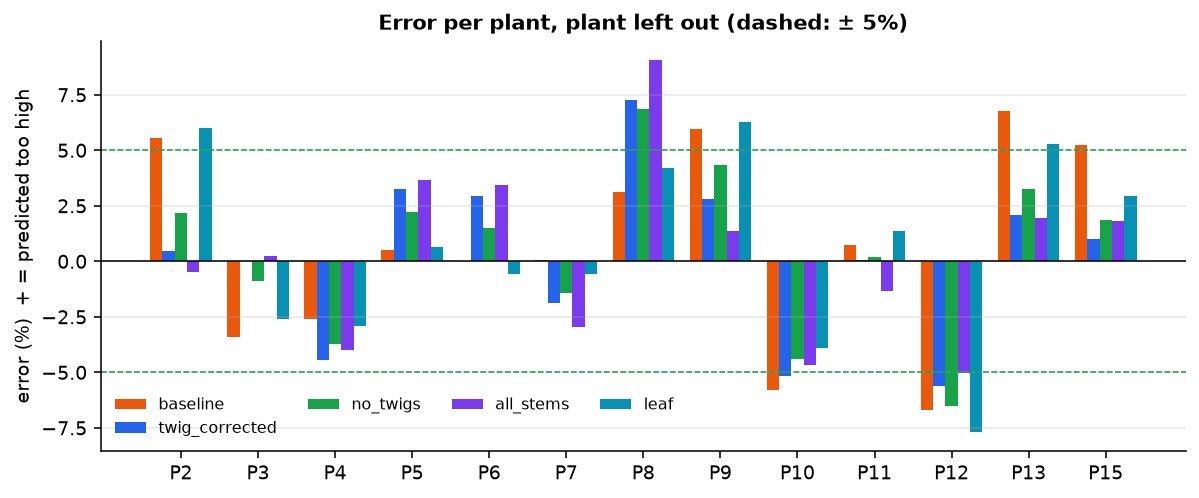 Error per plant, plant left out (dashed: ± 5%)
error (%)  + = predicted too high
7.5
5.0
2.5
0.0
−2.5
−5.0
−7.5
baseline
twig_corrected
no_twigs
all_stems
leaf
P2 P3 P4 P5 P6 P7 P8 P9 P10 P11 P12 P13 P15